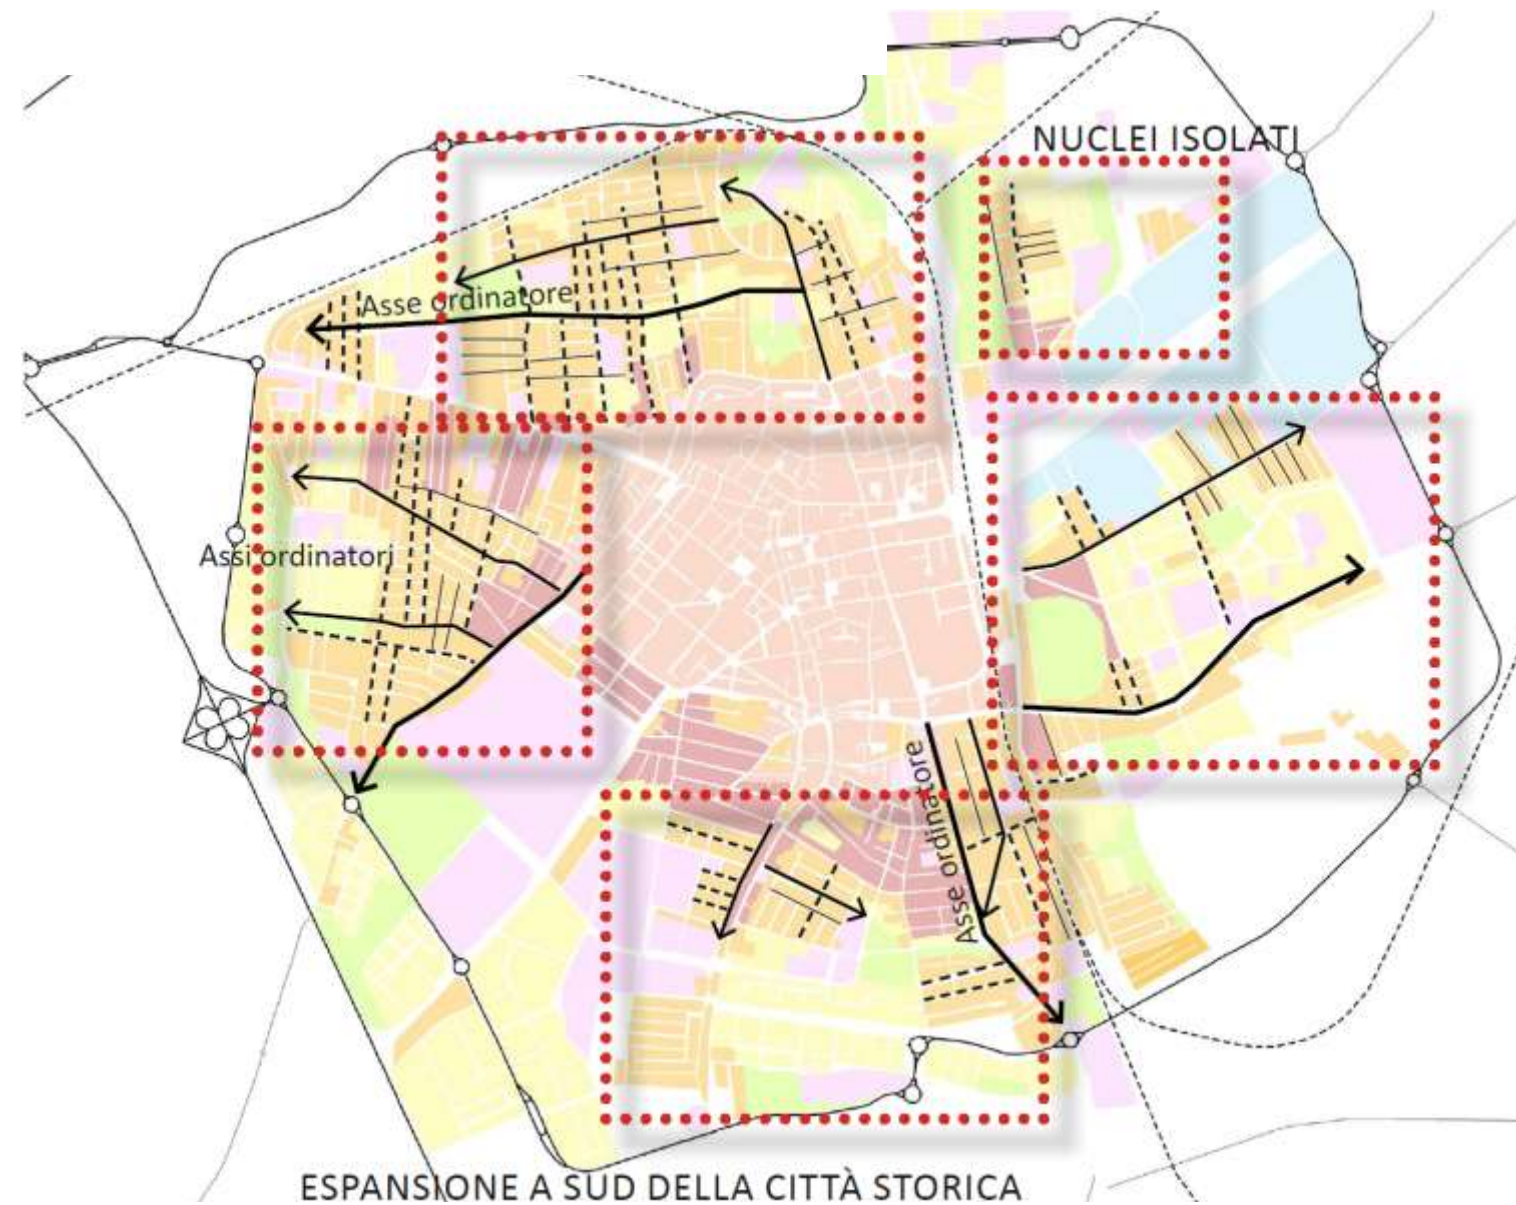 NUCLEI ISOLATI
Asse ordinatore
Assi ordinatori
Asse ordinatore
ESPANSIONE A SUD DELLA CITTÀ STORICA